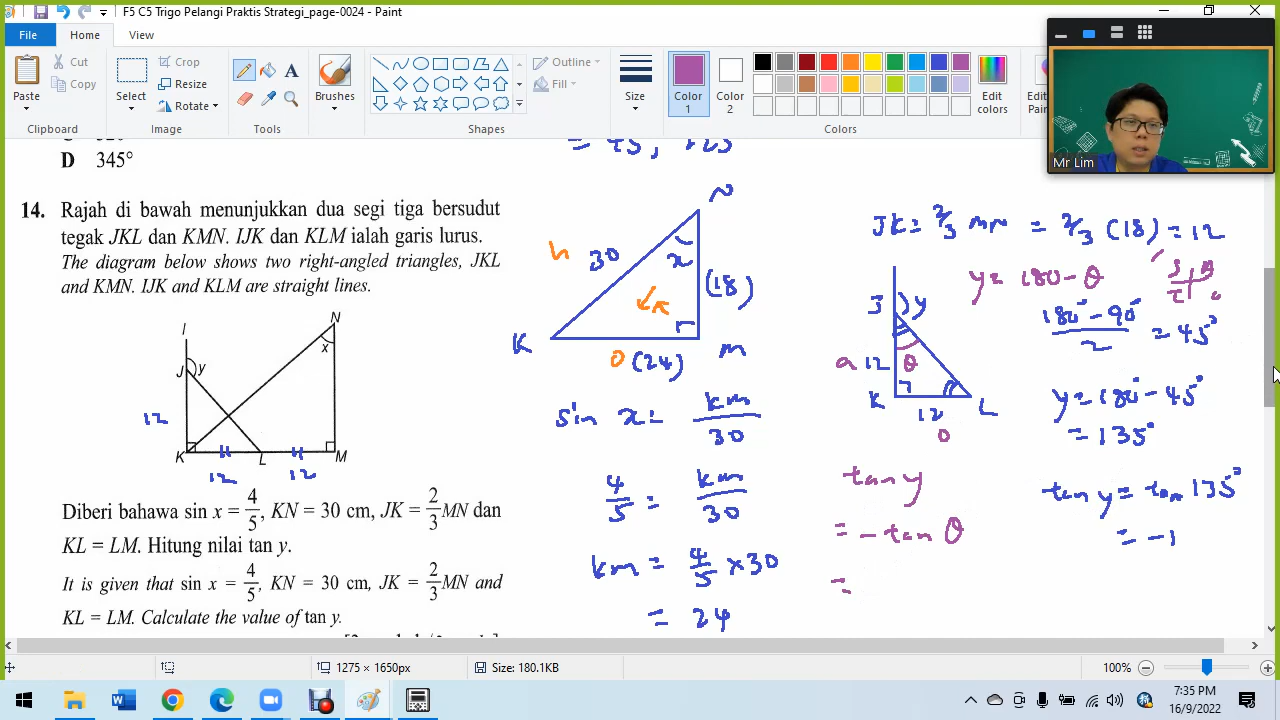 F5 C5 Trigo Pelangi Praktis Strategi_page-0024 - Paint
File
Home
View
Paste
Cut
Copy
Clipboard
Select
Crop
Resize
Rotate
Image
Tools
Brushes
Shapes
Outline
Fill
Size
Color 1
Color 2
Colors
Edit colors
Mr Lim
D 345°
14. Rajah di bawah menunjukkan dua segi tiga bersudut
tegak JKL dan KMN. IJK dan KLM ialah garis lurus.
The diagram below shows two right-angled triangles, JKL
and KMN. IJK and KLM are straight lines.
I
N
x
J
y
12
K
L
M
12
12
Diberi bahawa sin x = 4/5, KN = 30 cm, JK = 2/3 MN dan
KL = LM. Hitung nilai tan y.
It is given that sin x = 4/5, KN = 30 cm, JK = 2/3 MN and
KL = LM. Calculate the value of tan y.
N
h
30
x
(18)
K
o
(24)
M
sin x = KM/30
4/5 = KM/30
KM = 4/5 × 30
= 24
JK = 2/3 MN = 2/3 (18) = 12
y = 180 - θ
J
y
a 12
θ
K
12
L
o
180° - 90°/2 = 45°
y = 180° - 45°
= 135°
tan y
= - tan θ
=
tan y = tan 135°
= -1
1275 × 1650px
Size: 180.1KB
100%
7:35 PM
16/9/2022